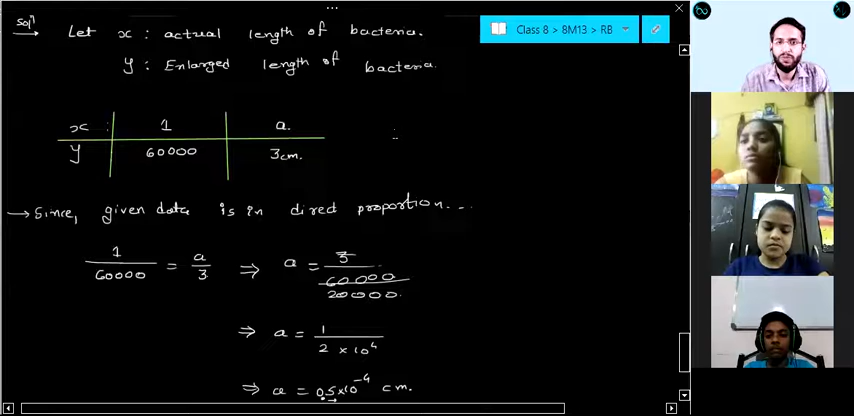 Solⁿ
→ Let x : actual length of bacteria.
Y : Enlarged length of bacteria.
Class 8 > 8M13 > RB
x : 1 a.
Y 60000 3cm.
→ Since, given data is in direct proportion...
1/60000 = a/3 ⇒ a = 3/60000
20000.
⇒ a = 1/(2 × 10⁴)
⇒ a = 0.5×10⁻⁴ cm.